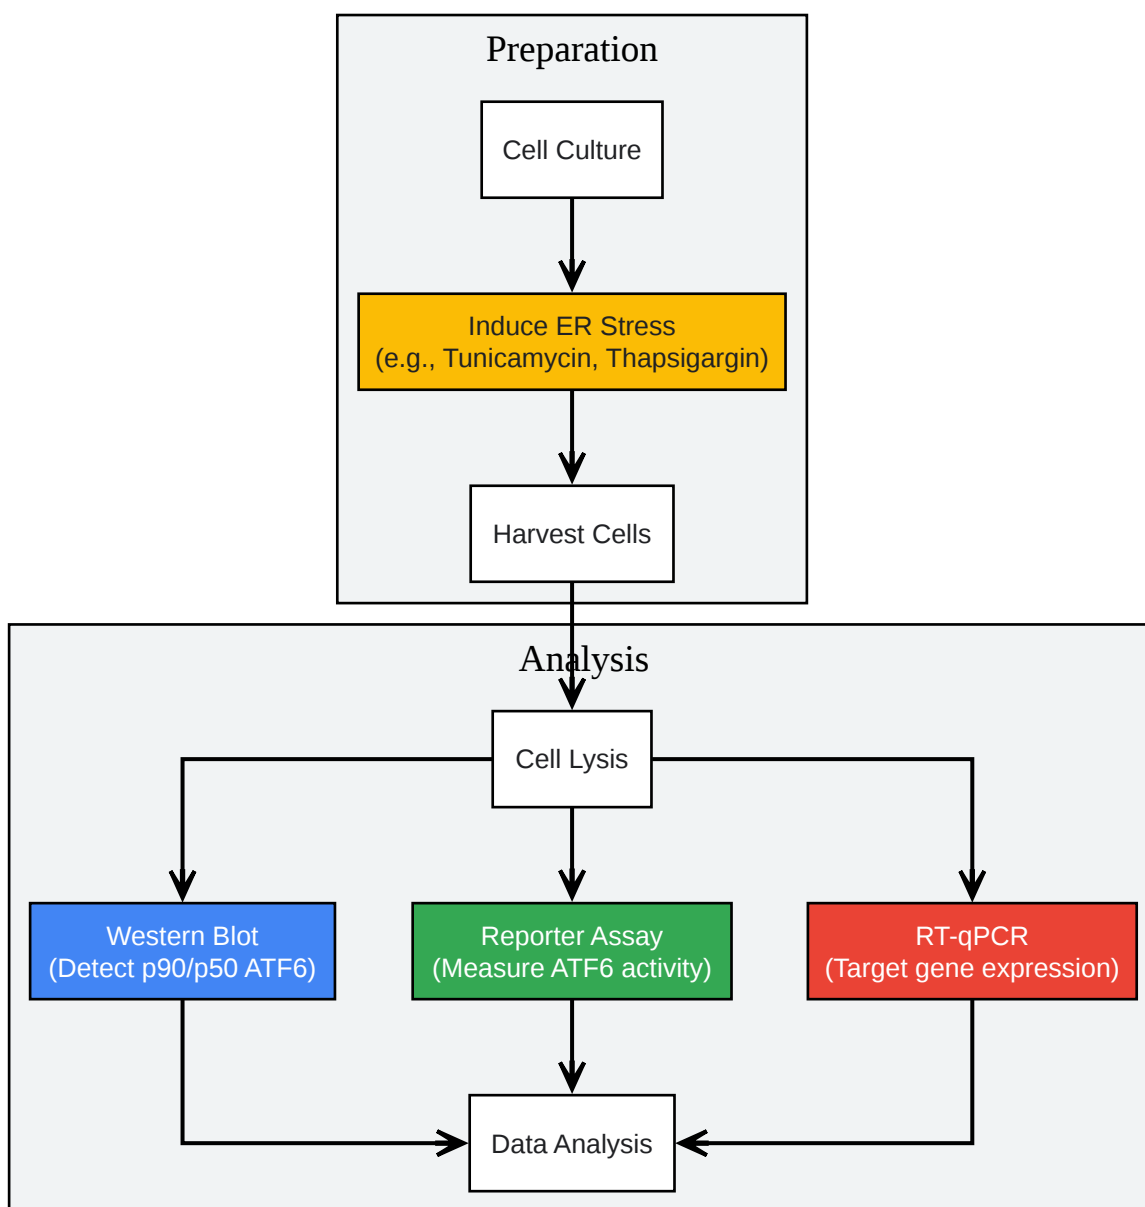 Preparation
Cell Culture
Induce ER Stress
(e.g., Tunicamycin, Thapsigargin)
Harvest Cells
Analysis
Cell Lysis
Western Blot
(Detect p90/p50 ATF6)
Reporter Assay
(Measure ATF6 activity)
RT-qPCR
(Target gene expression)
Data Analysis